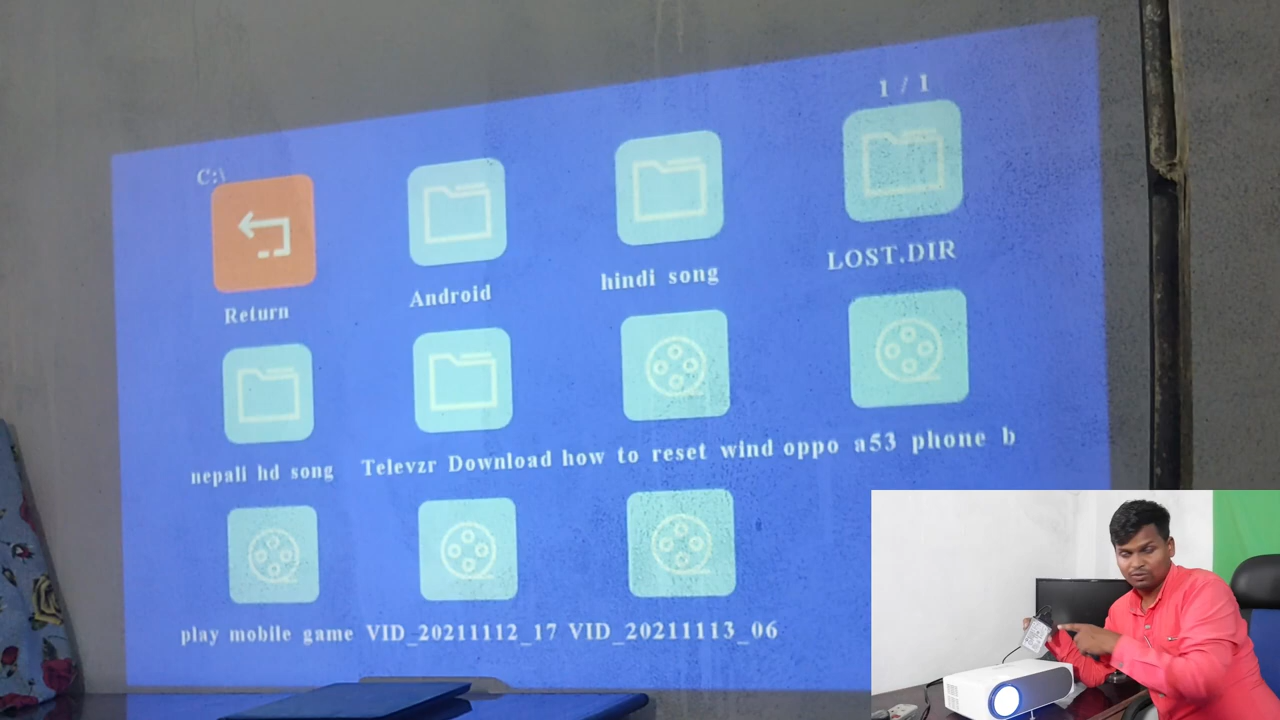 1 / 1
C:\
Return
Android
hindi song
LOST.DIR
nepali hd song
Televzr Download
how to reset wind
oppo a53 phone b
play mobile game
VID_20211112_17
VID_20211113_06